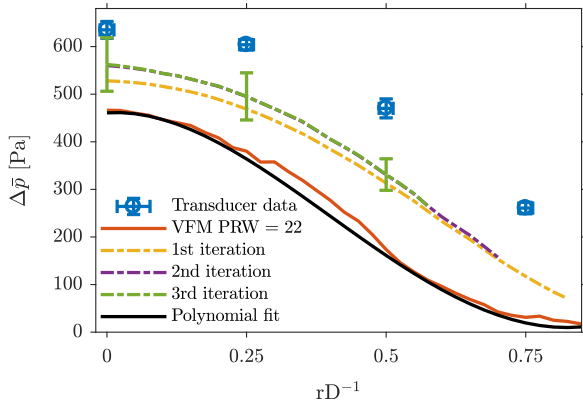 600
500
400
300
200
100
0
Δp̄ [Pa]
Transducer data
VFM PRW = 22
1st iteration
2nd iteration
3rd iteration
Polynomial fit
0 0.25 0.5 0.75
rD⁻¹